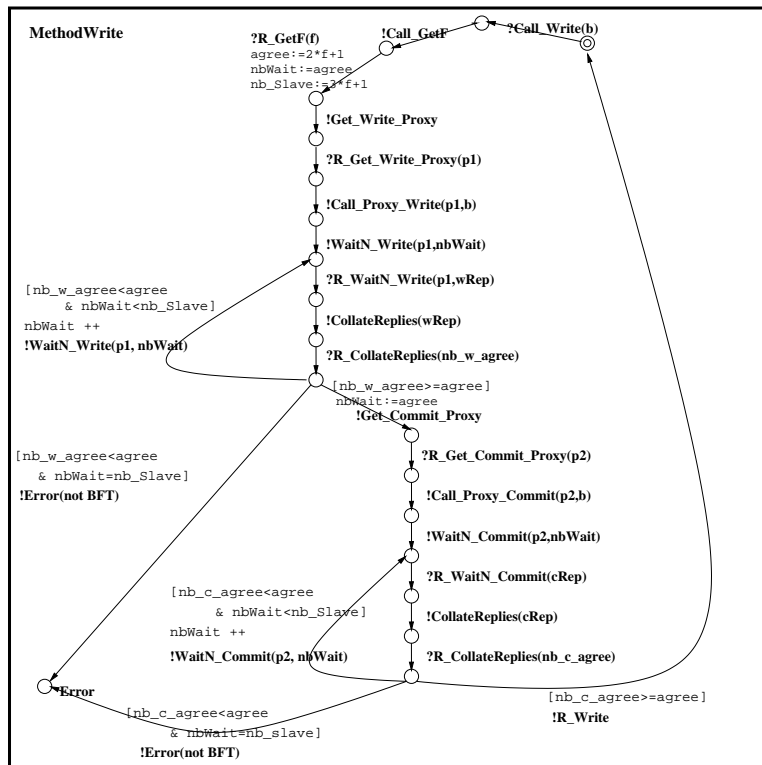 MethodWrite
?Call_Write(b)
!Call_GetF
?R_GetF(f)
agree:=2*f+1
nbWait:=agree
nb_Slave:=3*f+1
!Get_Write_Proxy
?R_Get_Write_Proxy(p1)
!Call_Proxy_Write(p1,b)
!WaitN_Write(p1,nbWait)
?R_WaitN_Write(p1,wRep)
[nb_w_agree<agree
& nbWait<nb_Slave]
nbWait ++
!WaitN_Write(p1, nbWait)
!CollateReplies(wRep)
?R_CollateReplies(nb_w_agree)
[nb_w_agree>=agree]
nbWait:=agree
!Get_Commit_Proxy
[nb_w_agree<agree
& nbWait=nb_Slave]
!Error(not BFT)
?R_Get_Commit_Proxy(p2)
!Call_Proxy_Commit(p2,b)
!WaitN_Commit(p2,nbWait)
?R_WaitN_Commit(cRep)
[nb_c_agree<agree
& nbWait<nb_Slave]
nbWait ++
!WaitN_Commit(p2, nbWait)
!CollateReplies(cRep)
?R_CollateReplies(nb_c_agree)
Error
[nb_c_agree>=agree]
!R_Write
[nb_c_agree<agree
& nbWait=nb_slave]
!Error(not BFT)